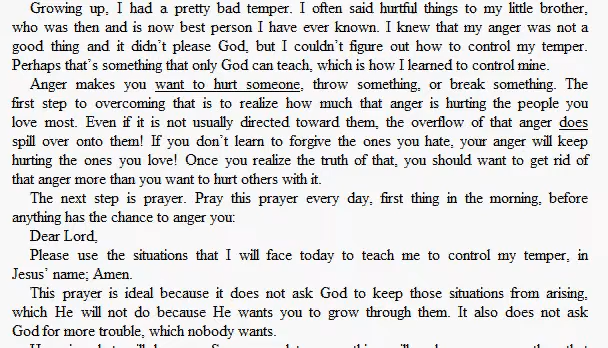 Growing up, I had a pretty bad temper. I often said hurtful things to my little brother,
who was then and is now best person I have ever known. I knew that my anger was not a
good thing and it didn't please God, but I couldn't figure out how to control my temper.
Perhaps that's something that only God can teach, which is how I learned to control mine.
Anger makes you want to hurt someone, throw something, or break something. The
first step to overcoming that is to realize how much that anger is hurting the people you
love most. Even if it is not usually directed toward them, the overflow of that anger does
spill over onto them! If you don't learn to forgive the ones you hate, your anger will keep
hurting the ones you love! Once you realize the truth of that, you should want to get rid of
that anger more than you want to hurt others with it.
The next step is prayer. Pray this prayer every day, first thing in the morning, before
anything has the chance to anger you:
Dear Lord,
Please use the situations that I will face today to teach me to control my temper, in
Jesus' name; Amen.
This prayer is ideal because it does not ask God to keep those situations from arising,
which He will not do because He wants you to grow through them. It also does not ask
God for more trouble, which nobody wants.